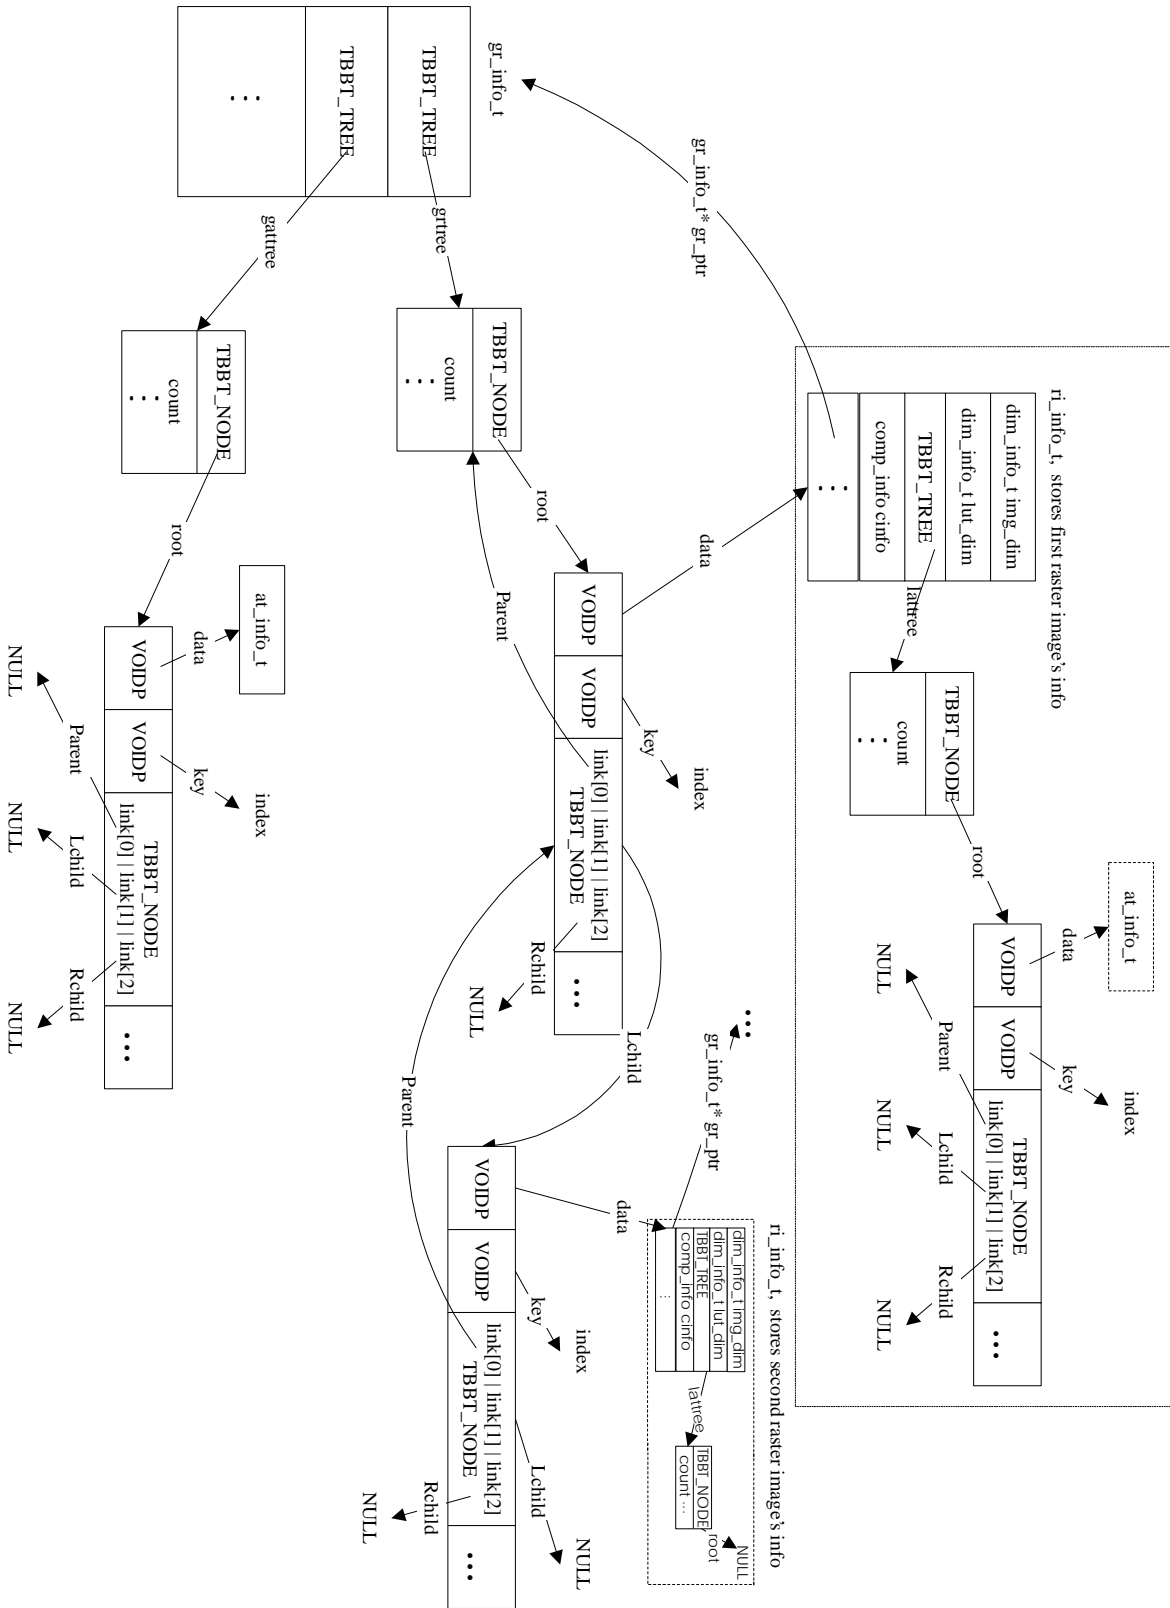 gr_info_t
TBBT_TREE
TBBT_TREE
...
grtree
gattree
gr_info_t* gr_ptr
TBBT_NODE
count
...
TBBT_NODE
count
...
root
root
ri_info_t, stores first raster image's info
dim_info_t img_dim
dim_info_t lut_dim
TBBT_TREE
comp_info cinfo
...
lattree
TBBT_NODE
count
...
root
at_info_t
data
VOIDP
VOIDP
key
index
TBBT_NODE
link[0] | link[1] | link[2]
...
Parent
NULL
Lchild
NULL
Rchild
NULL
data
VOIDP
VOIDP
key
index
link[0] | link[1] | link[2]
TBBT_NODE
...
Parent
Rchild
NULL
Lchild
Parent
...
gr_info_t* gr_ptr
ri_info_t, stores second raster image's info
dim_info_t img_dim
dim_info_t lut_dim
TBBT_TREE
comp_info cinfo
...
lattree
TBBT_NODE
count ...
root
NULL
data
VOIDP
VOIDP
key
index
link[0] | link[1] | link[2]
TBBT_NODE
...
Lchild
NULL
Rchild
NULL
at_info_t
data
VOIDP
VOIDP
key
index
TBBT_NODE
link[0] | link[1] | link[2]
...
Parent
NULL
Lchild
NULL
Rchild
NULL